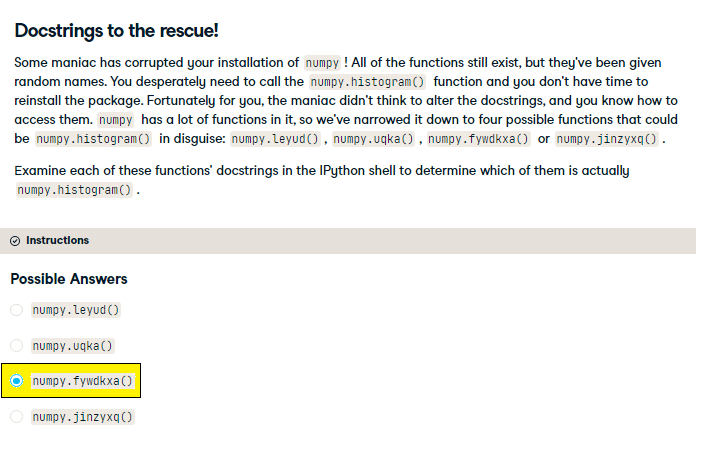 Docstrings to the rescue!
Some maniac has corrupted your installation of numpy ! All of the functions still exist, but they've been given
random names. You desperately need to call the numpy.histogram() function and you don't have time to
reinstall the package. Fortunately for you, the maniac didn't think to alter the docstrings, and you know how to
access them. numpy has a lot of functions in it, so we've narrowed it down to four possible functions that could
be numpy.histogram() in disguise: numpy.leyud() , numpy.uqka() , numpy.fywdkxa() or numpy.jinzyxq() .
Examine each of these functions' docstrings in the IPython shell to determine which of them is actually
numpy.histogram() .
Instructions
Possible Answers
numpy.leyud()
numpy.uqka()
numpy.fywdkxa()
numpy.jinzyxq()